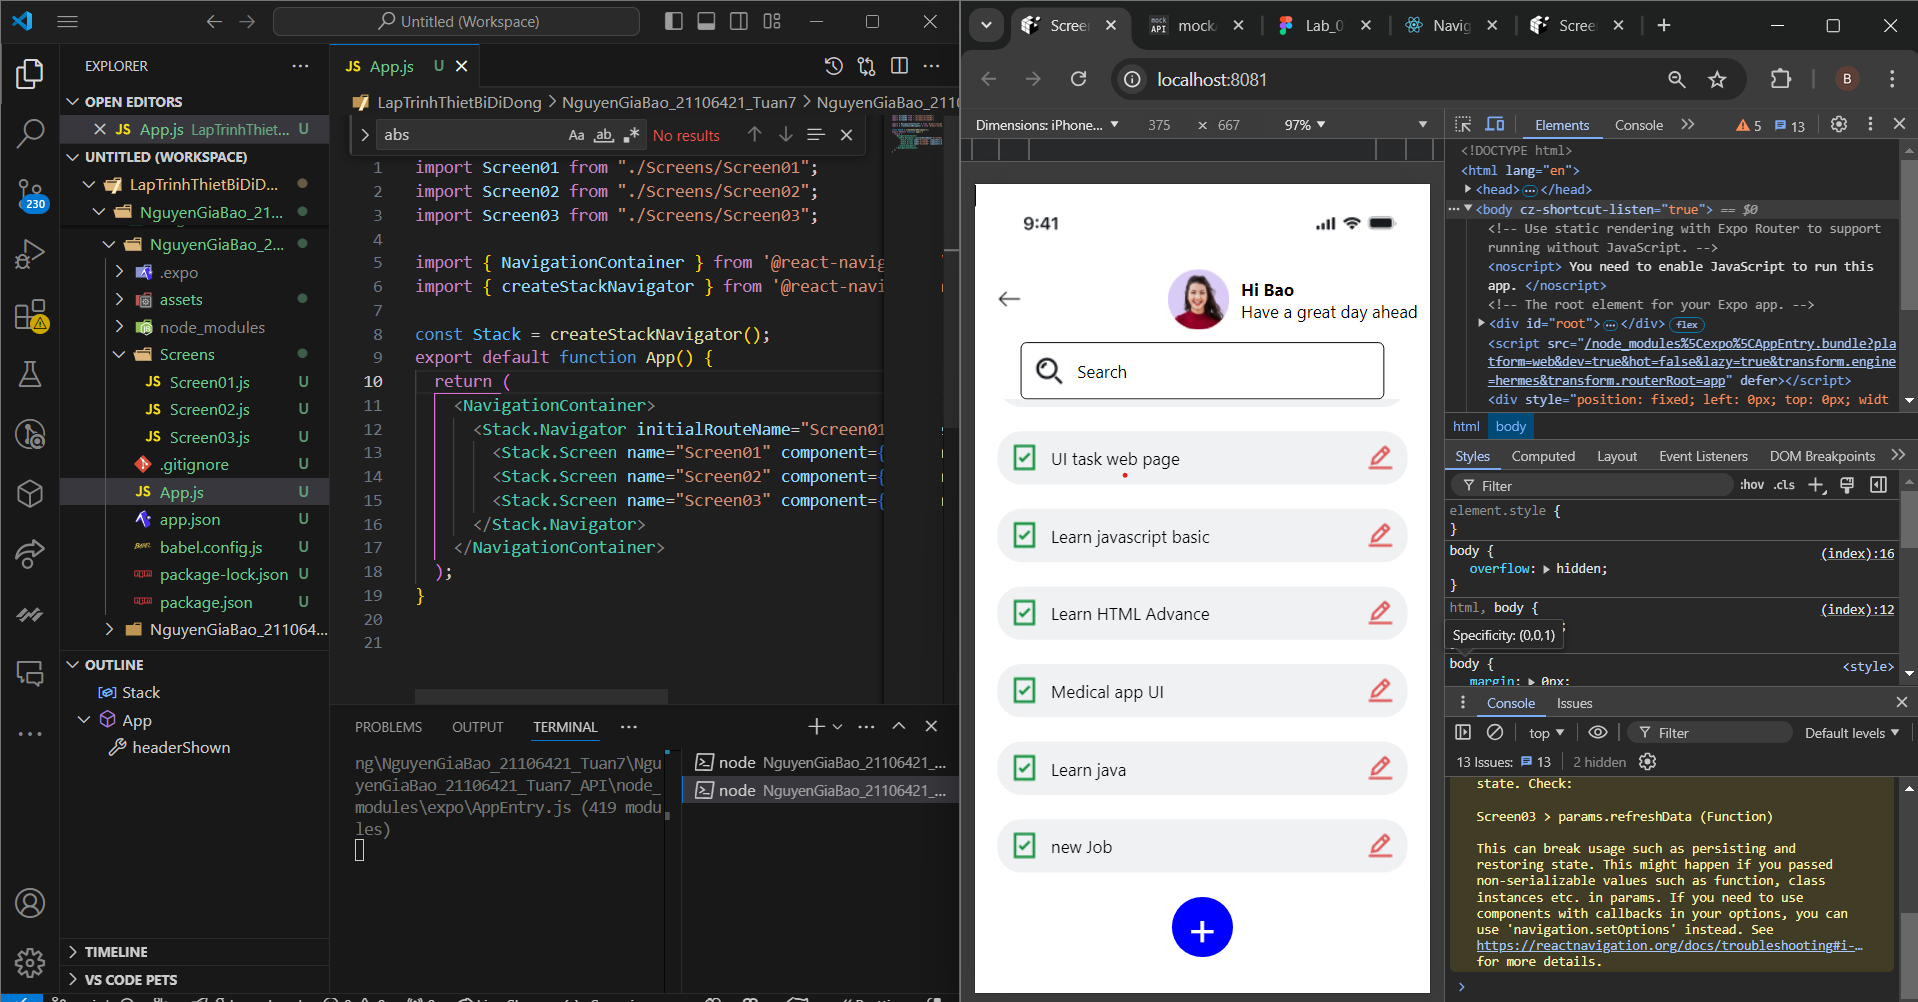 Untitled (Workspace)
EXPLORER
OPEN EDITORS
JS App.js LapTrinhThiet... U
UNTITLED (WORKSPACE)
LapTrinhThietBiDiD...
230
NguyenGiaBao_21...
NguyenGiaBao_2...
.expo
assets
node_modules
Screens
JS Screen01.js U
JS Screen02.js U
JS Screen03.js U
.gitignore U
JS App.js U
app.json U
babel.config.js U
package-lock.json U
package.json U
NguyenGiaBao_211064...
OUTLINE
Stack
App
headerShown
TIMELINE
VS CODE PETS
JS App.js U
LapTrinhThietBiDiDong > NguyenGiaBao_21106421_Tuan7 > NguyenGiaBao_2110
abs Aa ab .* No results
1 import Screen01 from "./Screens/Screen01";
2 import Screen02 from "./Screens/Screen02";
3 import Screen03 from "./Screens/Screen03";
4
5 import { NavigationContainer } from '@react-navig
6 import { createStackNavigator } from '@react-navi
7
8 const Stack = createStackNavigator();
9 export default function App() {
10 return (
11 <NavigationContainer>
12 <Stack.Navigator initialRouteName="Screen01
13 <Stack.Screen name="Screen01" component={
14 <Stack.Screen name="Screen02" component={
15 <Stack.Screen name="Screen03" component={
16 </Stack.Navigator>
17 </NavigationContainer>
18 );
19 }
20
21
PROBLEMS OUTPUT TERMINAL
ng\NguyenGiaBao_21106421_Tuan7\Ngu
yenGiaBao_21106421_Tuan7_API\node_
modules\expo\AppEntry.js (419 modu
les)
node NguyenGiaBao_21106421_...
node NguyenGiaBao_21106421_...
Screen
mock
API
mock
Lab_0
Navig
Screen
localhost:8081
B
Dimensions: iPhone... 375 × 667 97%
9:41
Hi Bao
Have a great day ahead
Search
UI task web page
Learn javascript basic
Learn HTML Advance
Medical app UI
Learn java
new Job
+
Elements Console 5 13
<!DOCTYPE html>
<html lang="en">
<head> </head>
<body cz-shortcut-listen="true"> == $0
<!-- Use static rendering with Expo Router to support
running without JavaScript. -->
<noscript> You need to enable JavaScript to run this
app. </noscript>
<!-- The root element for your Expo app. -->
<div id="root"> </div> flex
<script src="/node_modules%5Cexpo%5CAppEntry.bundle?pla
tform=web&dev=true&hot=false&lazy=true&transform.engine
=hermes&transform.routerRoot=app" defer></script>
<div style="position: fixed; left: 0px; top: 0px; widt
html body
Styles Computed Layout Event Listeners DOM Breakpoints
Filter :hov .cls
element.style {
}
body { (index):16
overflow: hidden;
}
html, body { (index):12
Specificity: (0,0,1)
body { <style>
margin: 0px;
Console Issues
top Filter Default levels
13 Issues: 13 2 hidden
state. Check:
Screen03 > params.refreshData (Function)
This can break usage such as persisting and
restoring state. This might happen if you passed
non-serializable values such as function, class
instances etc. in params. If you need to use
components with callbacks in your options, you can
use 'navigation.setOptions' instead. See
https://reactnavigation.org/docs/troubleshooting#i-...
for more details.